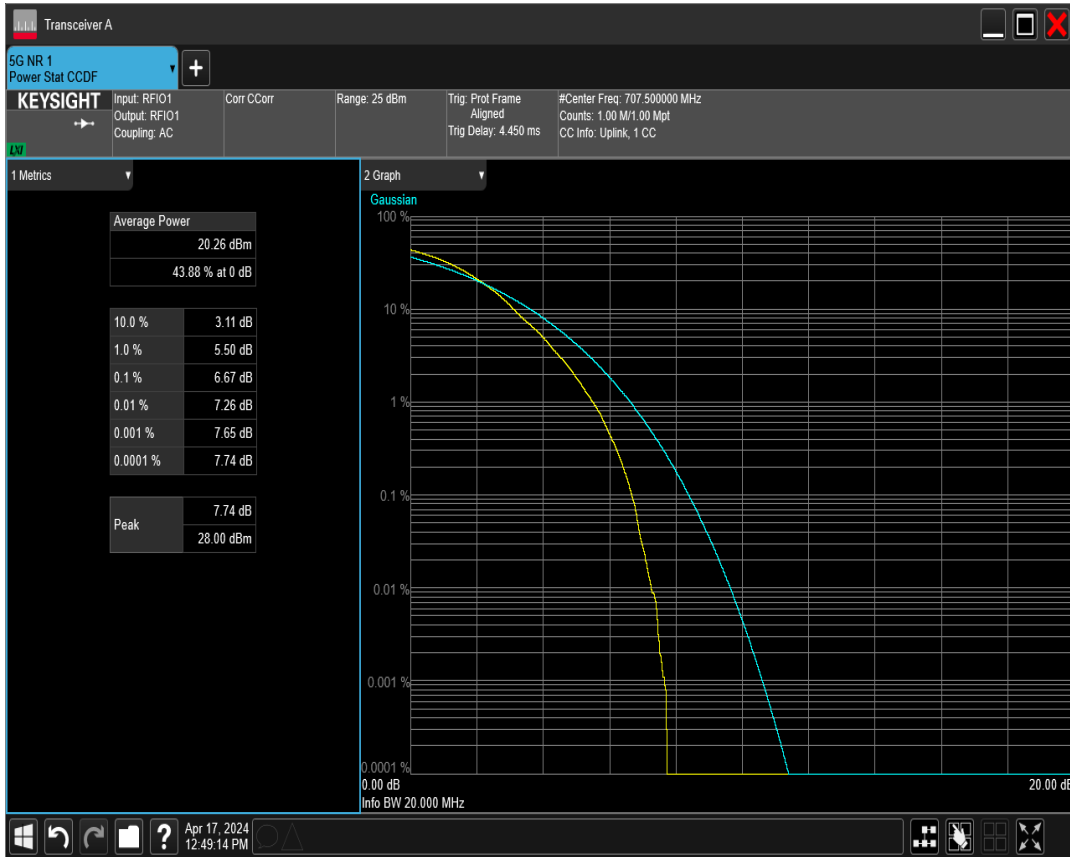 Transceiver A
5G NR 1
Power Stat CCDF
KEYSIGHT
LXI
Input: RFIO1
Output: RFIO1
Coupling: AC
Corr CCorr
Range: 25 dBm
Trig: Prot Frame
Aligned
Trig Delay: 4.450 ms
#Center Freq: 707.500000 MHz
Counts: 1.00 M/1.00 Mpt
CC Info: Uplink, 1 CC
1 Metrics
Average Power
20.26 dBm
43.88 % at 0 dB
10.0 % 3.11 dB
1.0 % 5.50 dB
0.1 % 6.67 dB
0.01 % 7.26 dB
0.001 % 7.65 dB
0.0001 % 7.74 dB
Peak
7.74 dB
28.00 dBm
2 Graph
Gaussian
100 %
10 %
1 %
0.1 %
0.01 %
0.001 %
0.0001 %
0.00 dB 20.00 dB
Info BW 20.000 MHz
?
Apr 17, 2024
12:49:14 PM